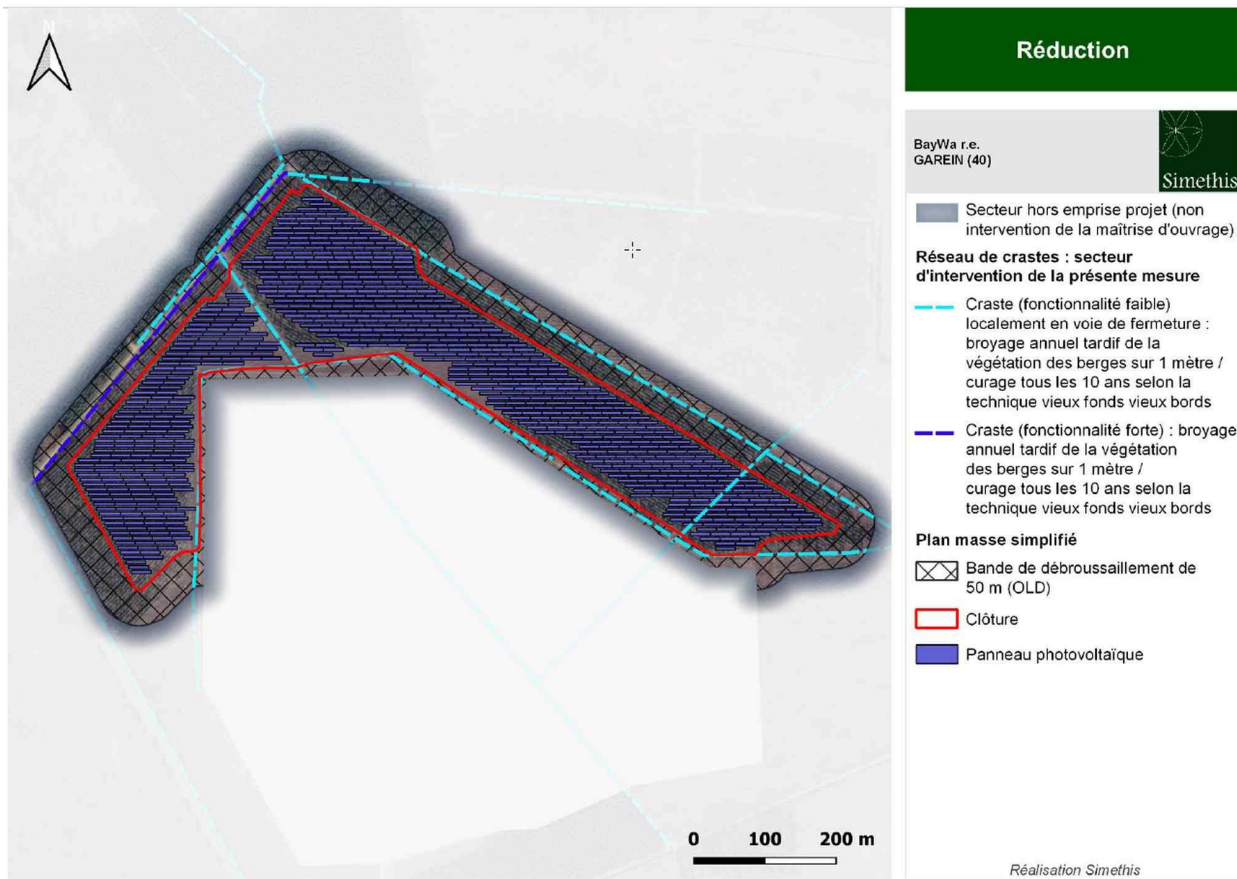 N
Réduction
BayWa r.e.
GAREIN (40)
Simethis
Secteur hors emprise projet (non
intervention de la maîtrise d'ouvrage)
Réseau de crastes : secteur
d'intervention de la présente mesure
Craste (fonctionnalité faible)
localement en voie de fermeture :
broyage annuel tardif de la
végétation des berges sur 1 mètre /
curage tous les 10 ans selon la
technique vieux fonds vieux bords
Craste (fonctionnalité forte) : broyage
annuel tardif de la végétation
des berges sur 1 mètre /
curage tous les 10 ans selon la
technique vieux fonds vieux bords
Plan masse simplifié
Bande de débroussaillement de
50 m (OLD)
Clôture
Panneau photovoltaïque
0 100 200 m
Réalisation Simethis